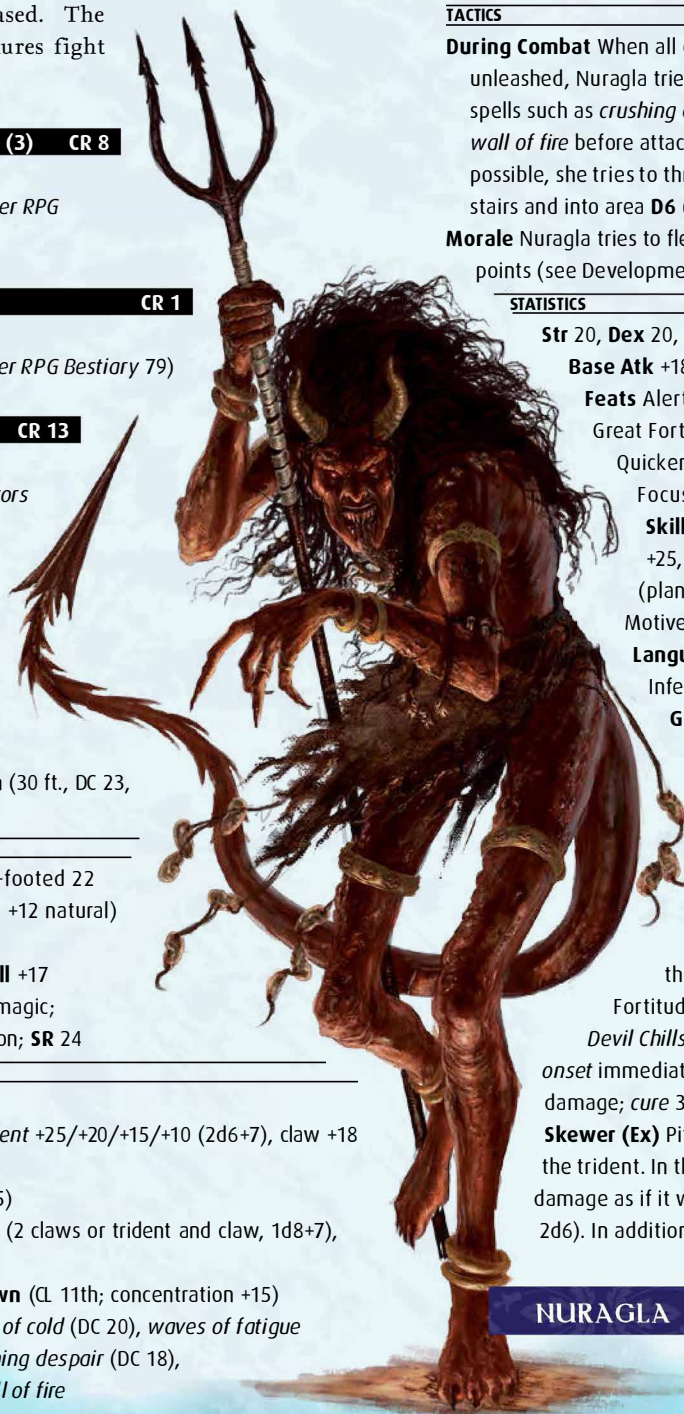 ased. The
tures fight
(3) CR 8
er RPG
CR 1
er RPG Bestiary 79)
CR 13
tors
n (30 ft., DC 23,
-footed 22
+12 natural)
ll +17
magic;
on; SR 24
ent +25/+20/+15/+10 (2d6+7), claw +18
5)
(2 claws or trident and claw, 1d8+7),
wn (CL 11th; concentration +15)
of cold (DC 20), waves of fatigue
ing despair (DC 18),
ll of fire
TACTICS
During Combat When all
unleashed, Nuragla tries
spells such as crushing
wall of fire before attac
possible, she tries to thr
stairs and into area D6
Morale Nuragla tries to fle
points (see Developme
STATISTICS
Str 20, Dex 20,
Base Atk +18
Feats Alert
Great Fort
Quicken
Focus
Skill
+25,
(plan
Motive
Langu
Infe
G
th
Fortitud
Devil Chills
onset immediat
damage; cure 3
Skewer (Ex) Pi
the trident. In th
damage as if it w
2d6). In addition
NURAGLA